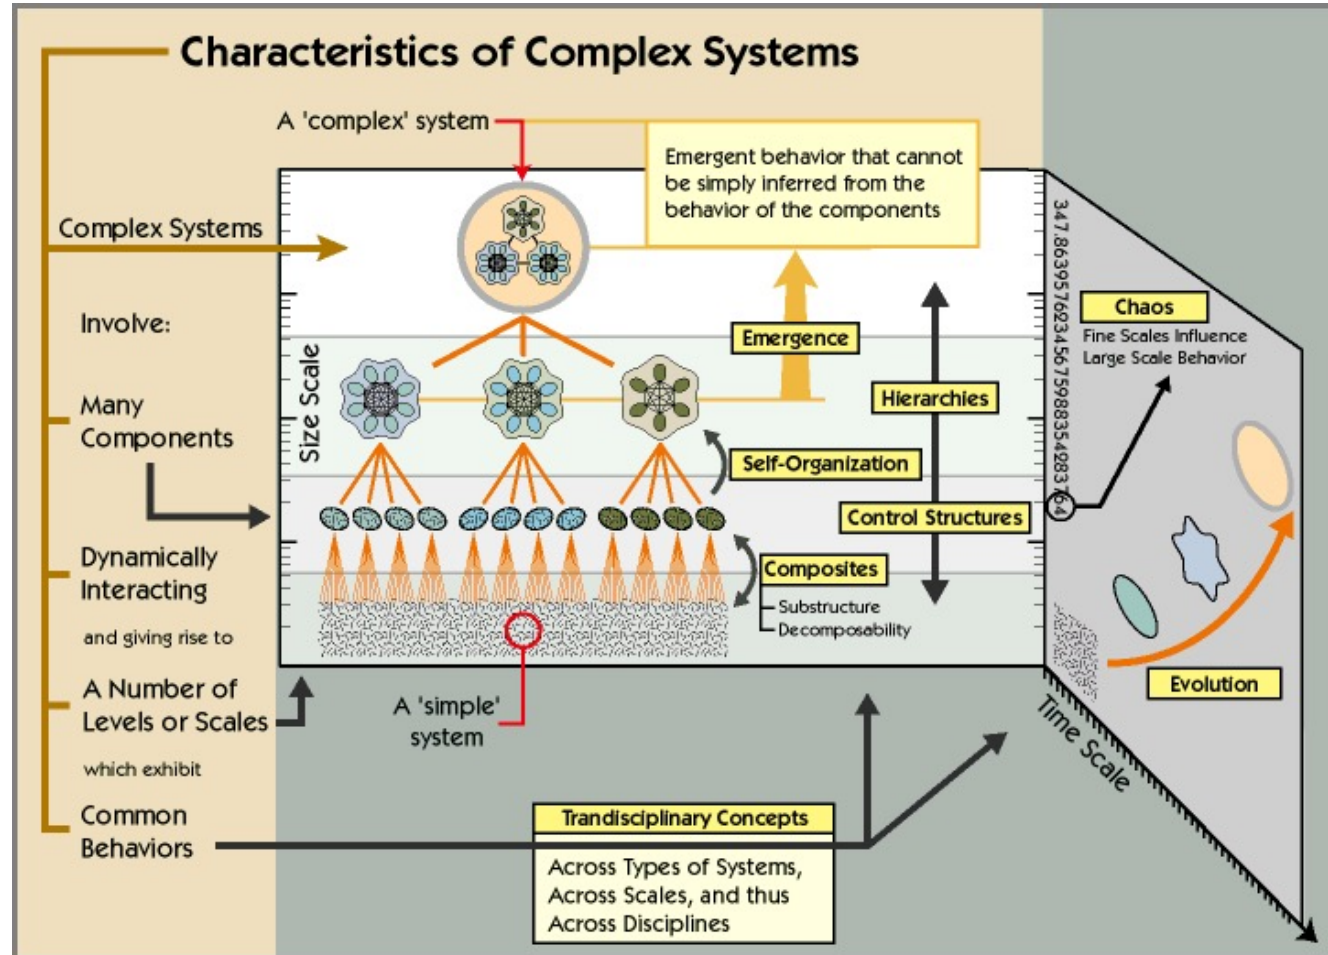 Characteristics of Complex Systems
A 'complex' system
Emergent behavior that cannot
be simply inferred from the
behavior of the components
Complex Systems
Involve:
Many
Components
Dynamically
Interacting
and giving rise to
A Number of
Levels or Scales
which exhibit
Common
Behaviors
Size Scale
Emergence
Hierarchies
Self-Organization
Control Structures
Composites
Substructure
Decomposability
A 'simple'
system
347.86395762345675988354283764
Chaos
Fine Scales Influence
Large Scale Behavior
Evolution
Time Scale
Trandisciplinary Concepts
Across Types of Systems,
Across Scales, and thus
Across Disciplines